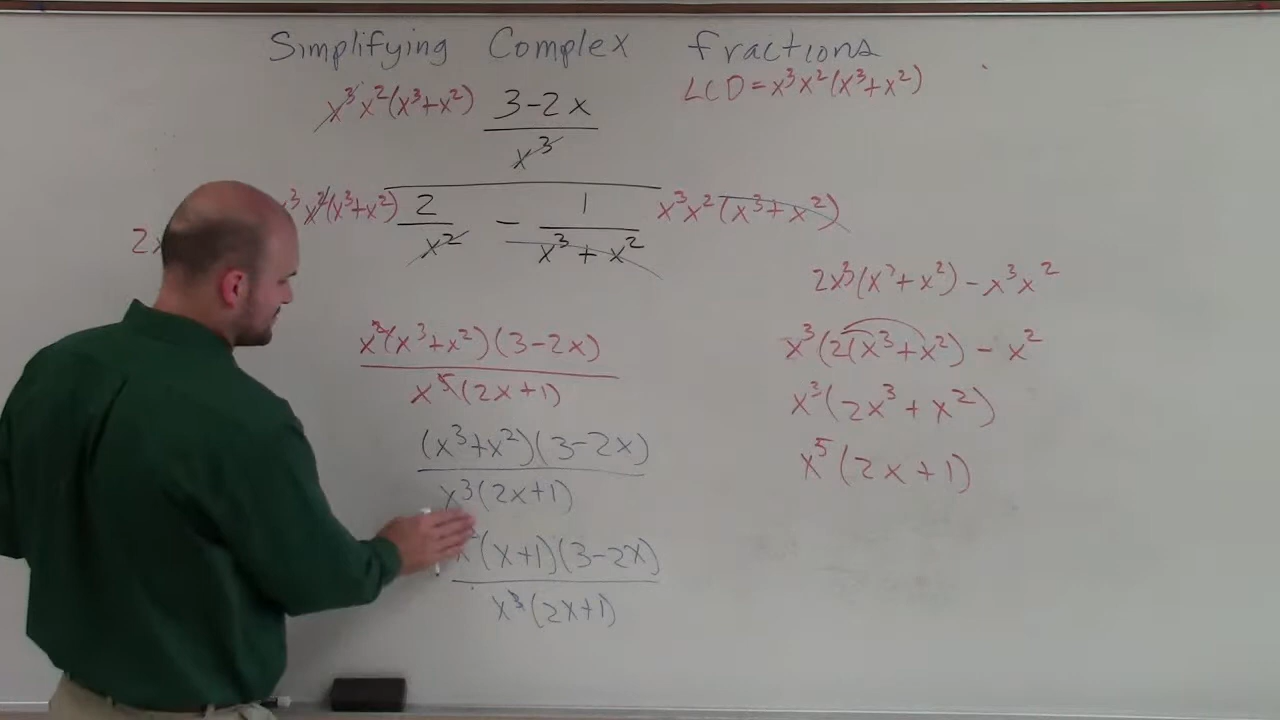 Simplifying Complex fractions
LCD=x³x²(x³+x²)
x³x²(x³+x²) 3-2x
x³
x³x²(x³+x²) 2 - 1 x³x²(x³+x²)
x² x³+x²
2x
2x³(x³+x²)-x³x²
x²(x³+x²)(3-2x)
x⁵(2x+1)
x³(2(x³+x²)-x²
x³(2x³+x²)
(x³+x²)(3-2x)
x³(2x+1)
x⁵(2x+1)
x²(x+1)(3-2x)
x³(2x+1)